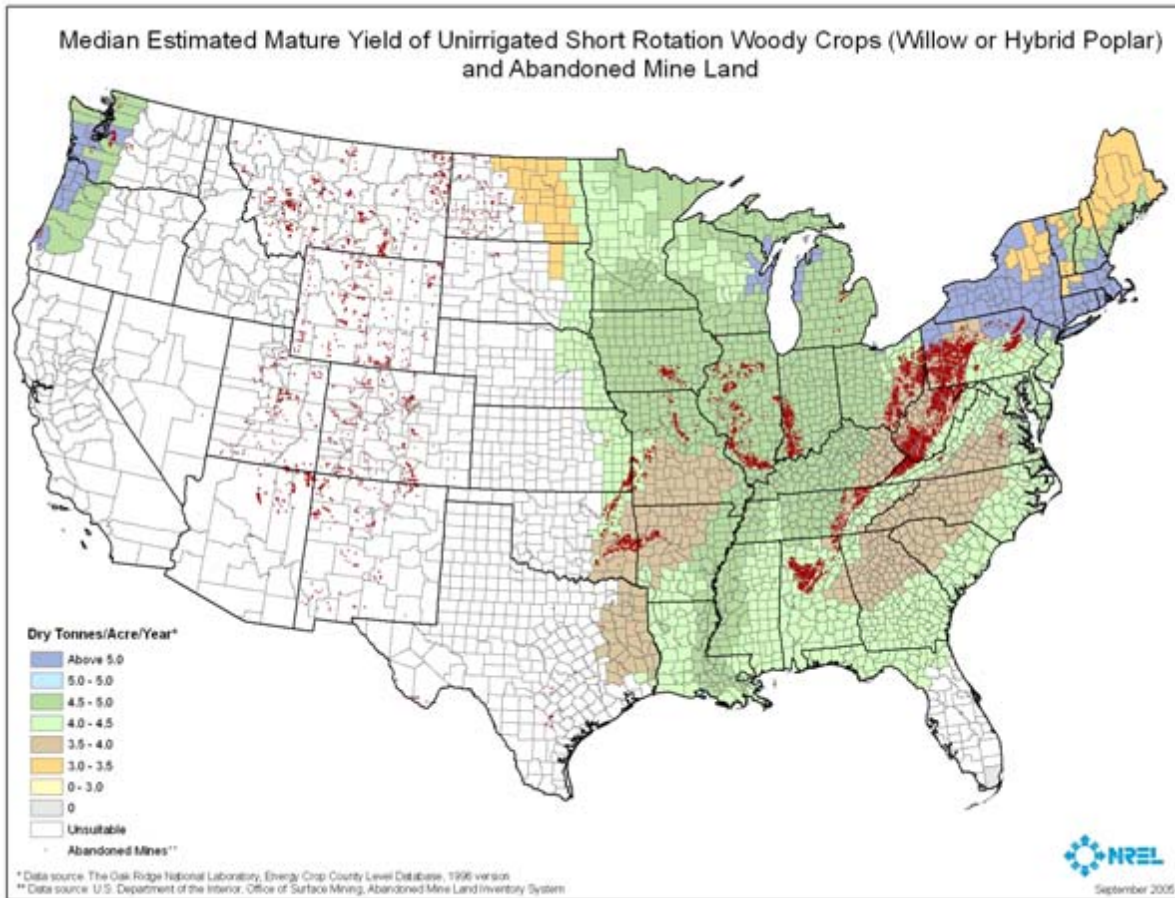 Median Estimated Mature Yield of Unirrigated Short Rotation Woody Crops (Willow or Hybrid Poplar)
and Abandoned Mine Land
Dry Tonnes/Acre/Year*
Above 5.0
5.0 - 5.0
4.5 - 5.0
4.0 - 4.5
3.5 - 4.0
3.0 - 3.5
0 - 3.0
0
Unsuitable
Abandoned Mines**
* Data source: The Oak Ridge National Laboratory, Energy Crop County Level Database, 1996 version
** Data source: U.S. Department of the Interior, Office of Surface Mining, Abandoned Mine Land Inventory System
NREL
September 2005